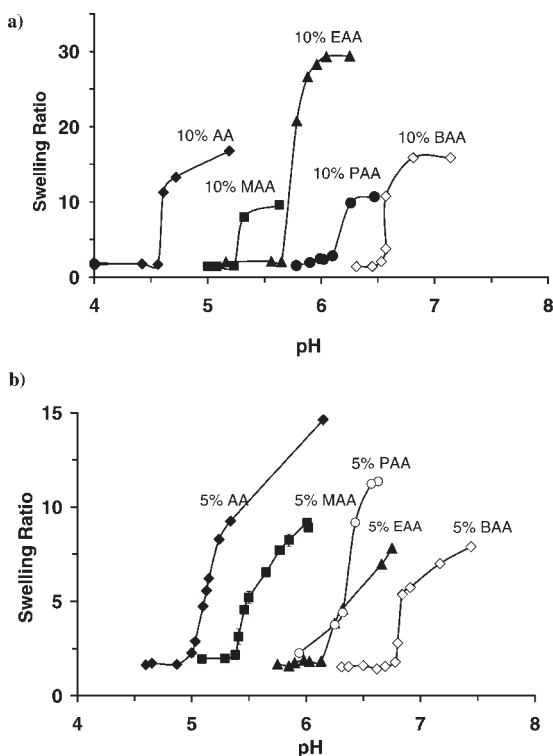 a)
30
20
10
0
Swelling Ratio
10% AA
10% MAA
10% EAA
10% PAA
10% BAA
4 5 6 7 8
pH
b)
15
10
5
0
Swelling Ratio
5% AA
5% MAA
5% PAA
5% EAA
5% BAA
4 5 6 7 8
pH